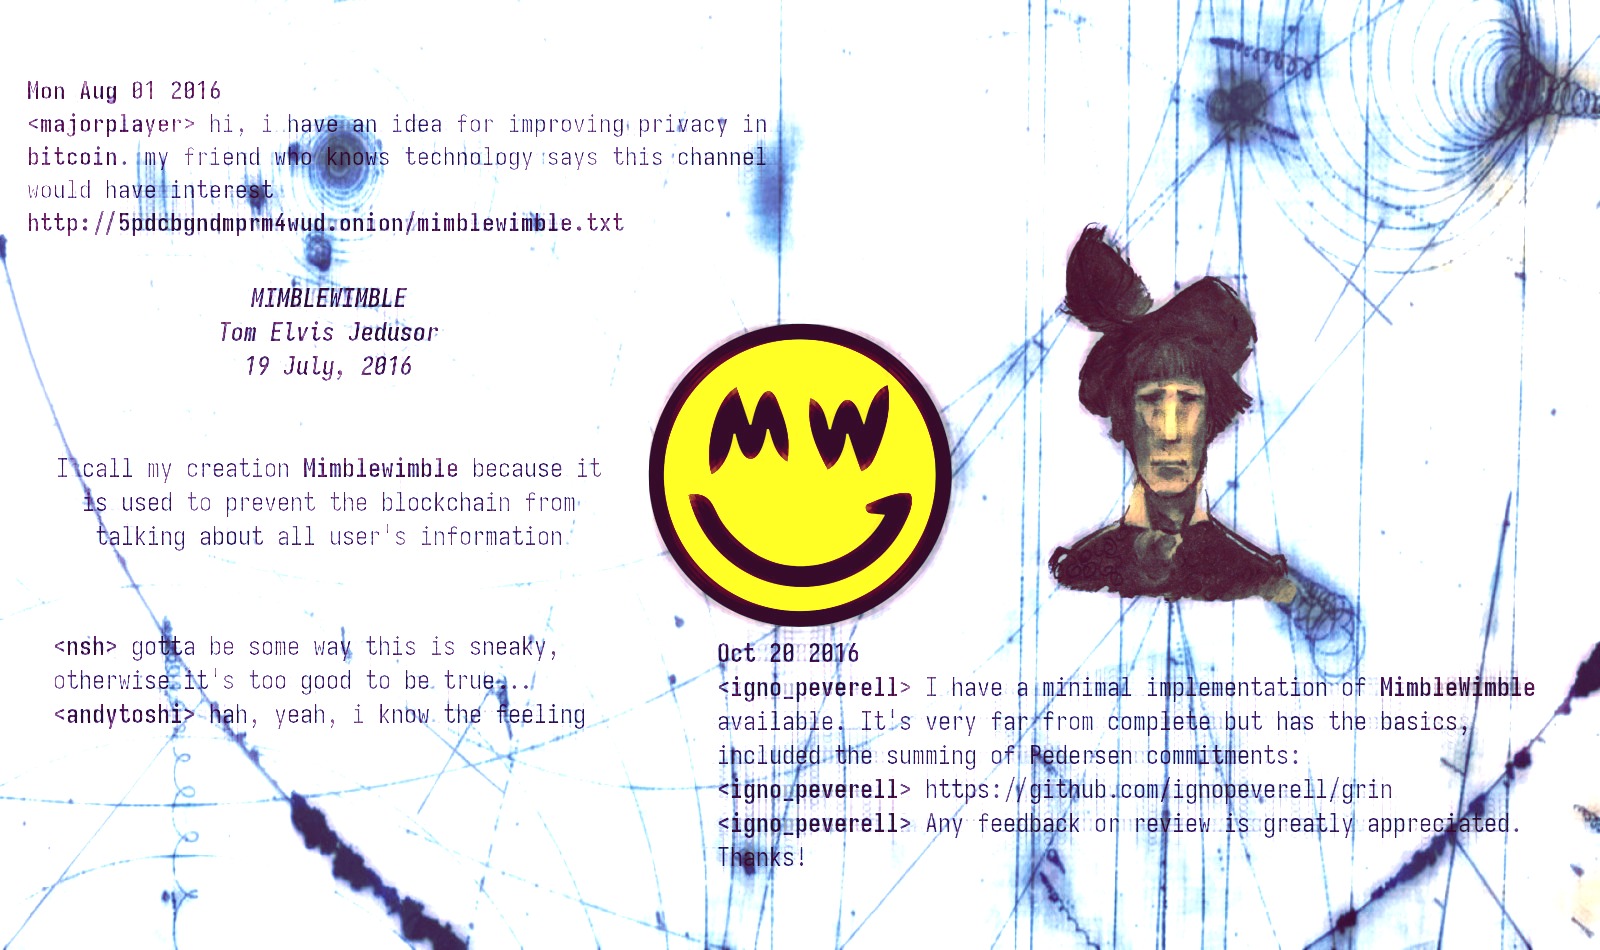 Mon Aug 01 2016
<majorplayer> hi, i have an idea for improving privacy in
bitcoin. my friend who knows technology says this channel
would have interest
http://5pdcbgndmprm4wud.onion/mimblewimble.txt
MIMBLEWIMBLE
Tom Elvis Jedusor
19 July, 2016
I call my creation Mimblewimble because it
is used to prevent the blockchain from
talking about all user's information.
<nsh> gotta be some way this is sneaky,
otherwise it's too good to be true...
<andytoshi> hah, yeah, i know the feeling
MW
Oct 20 2016
<igno_peverell> I have a minimal implementation of MimbleWimble
available. It's very far from complete but has the basics,
included the summing of Pedersen commitments:
<igno_peverell> https://github.com/ignopeverell/grin
<igno_peverell> Any feedback or review is greatly appreciated.
Thanks!